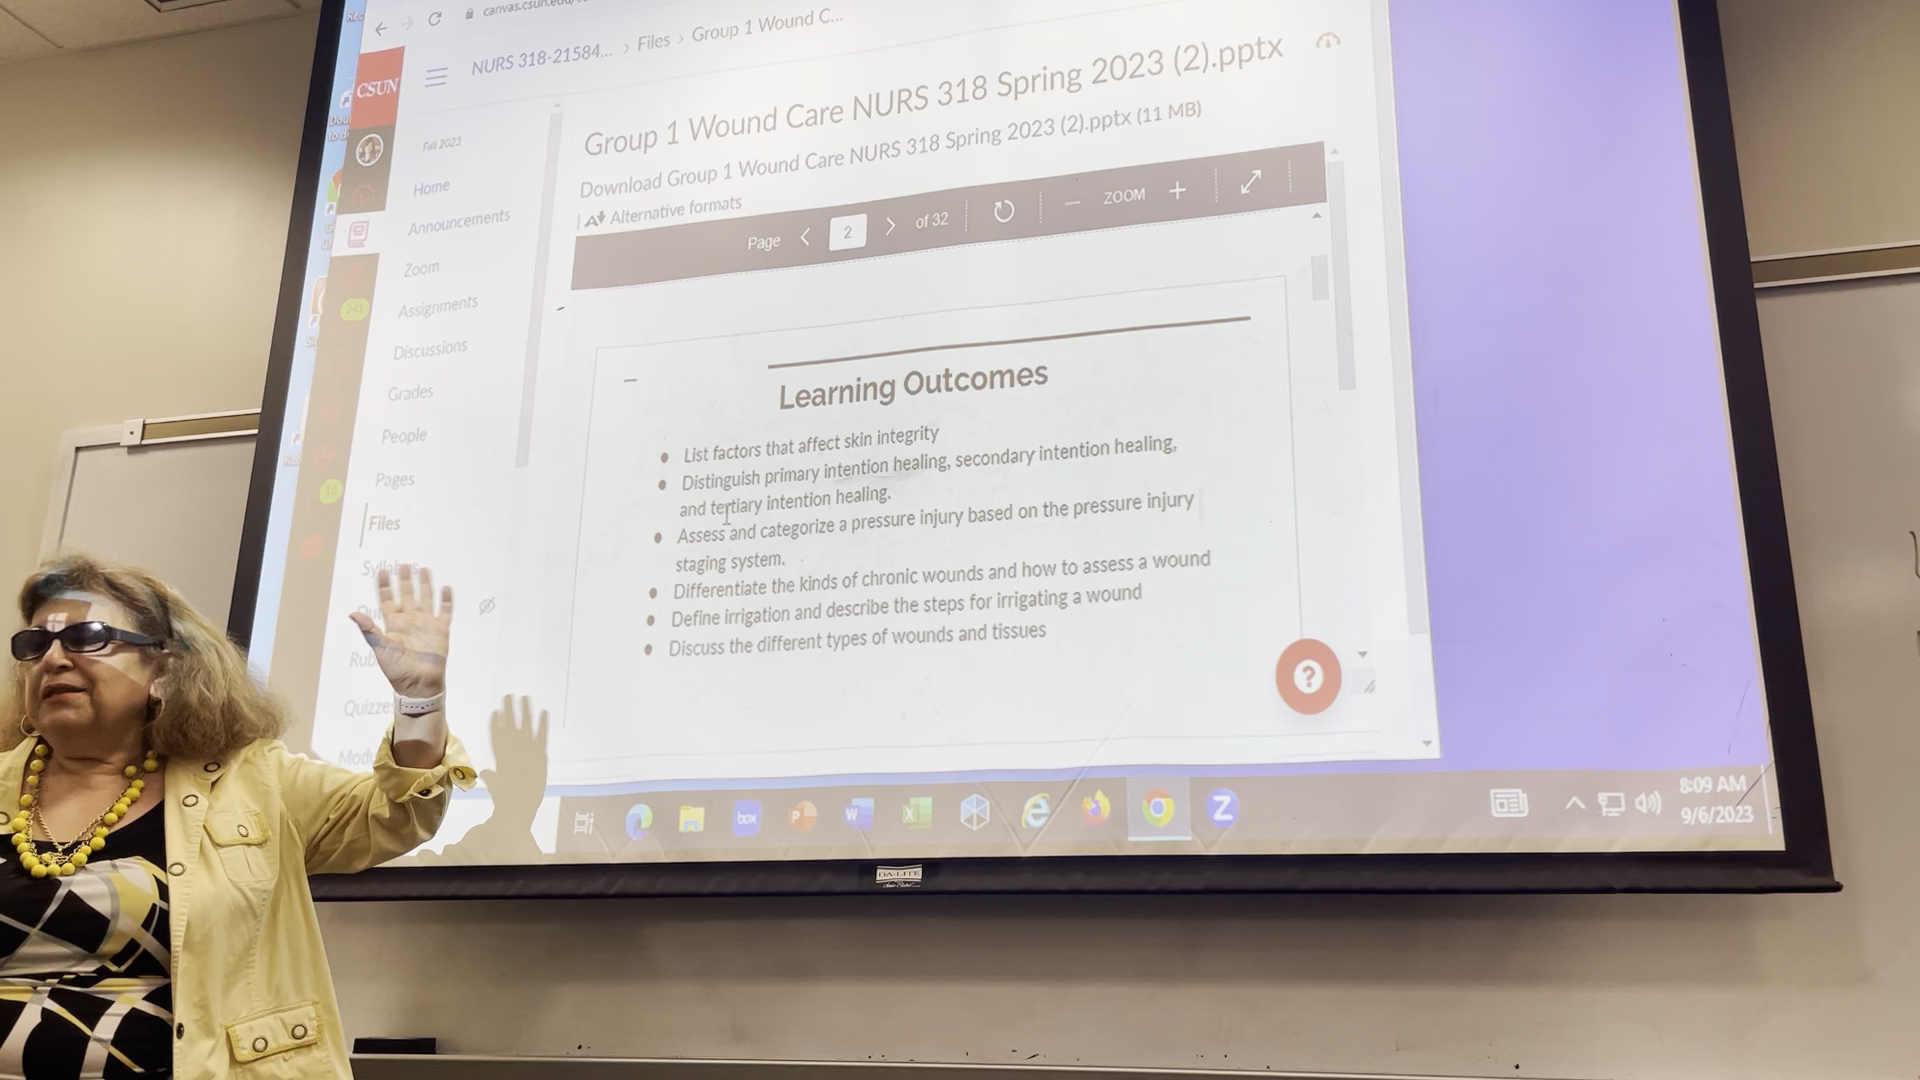 canvas.csun.edu/
CSUN
NURS 318-21584... > Files > Group 1 Wound C...
Group 1 Wound Care NURS 318 Spring 2023 (2).pptx
Download Group 1 Wound Care NURS 318 Spring 2023 (2).pptx (11 MB)
Alternative formats
Page 2 of 32 ZOOM
Fall 2023
Home
Announcements
Zoom
Assignments
Discussions
Grades
People
Pages
Files
Quizze
241
10
Learning Outcomes
● List factors that affect skin integrity
● Distinguish primary intention healing, secondary intention healing,
and tertiary intention healing.
● Assess and categorize a pressure injury based on the pressure injury
staging system.
● Differentiate the kinds of chronic wounds and how to assess a wound
● Define irrigation and describe the steps for irrigating a wound
● Discuss the different types of wounds and tissues
?
box
8:09 AM
9/6/2023
DA-LITE